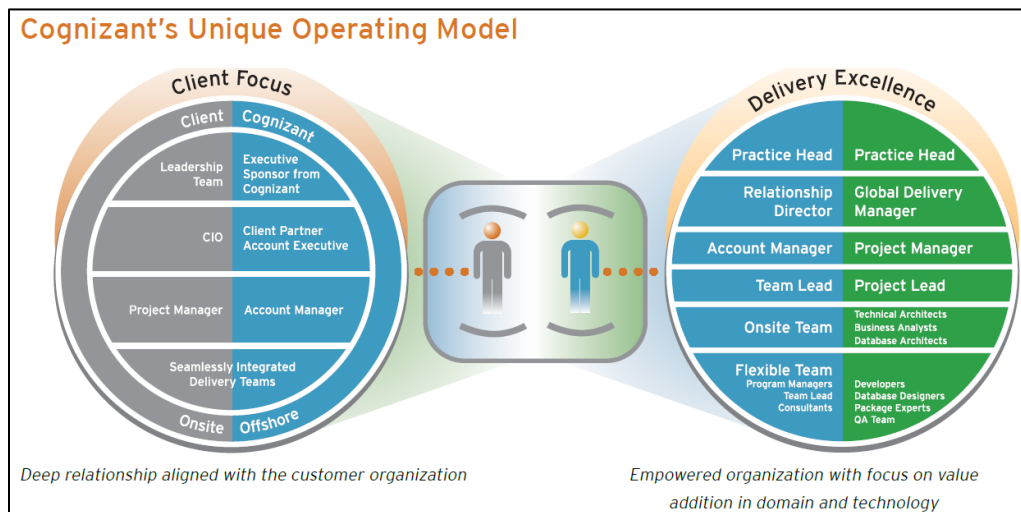 Cognizant's Unique Operating Model
Client Focus
Client
Cognizant
Leadership
Team
Executive
Sponsor from
Cognizant
CIO
Client Partner
Account Executive
Project Manager
Account Manager
Seamlessly Integrated
Delivery Teams
Onsite
Offshore
Deep relationship aligned with the customer organization
Delivery Excellence
Practice Head
Practice Head
Relationship
Director
Global Delivery
Manager
Account Manager
Project Manager
Team Lead
Project Lead
Onsite Team
Technical Architects
Business Analysts
Database Architects
Flexible Team
Program Managers
Team Lead
Consultants
Developers
Database Designers
Package Experts
QA Team
Empowered organization with focus on value
addition in domain and technology